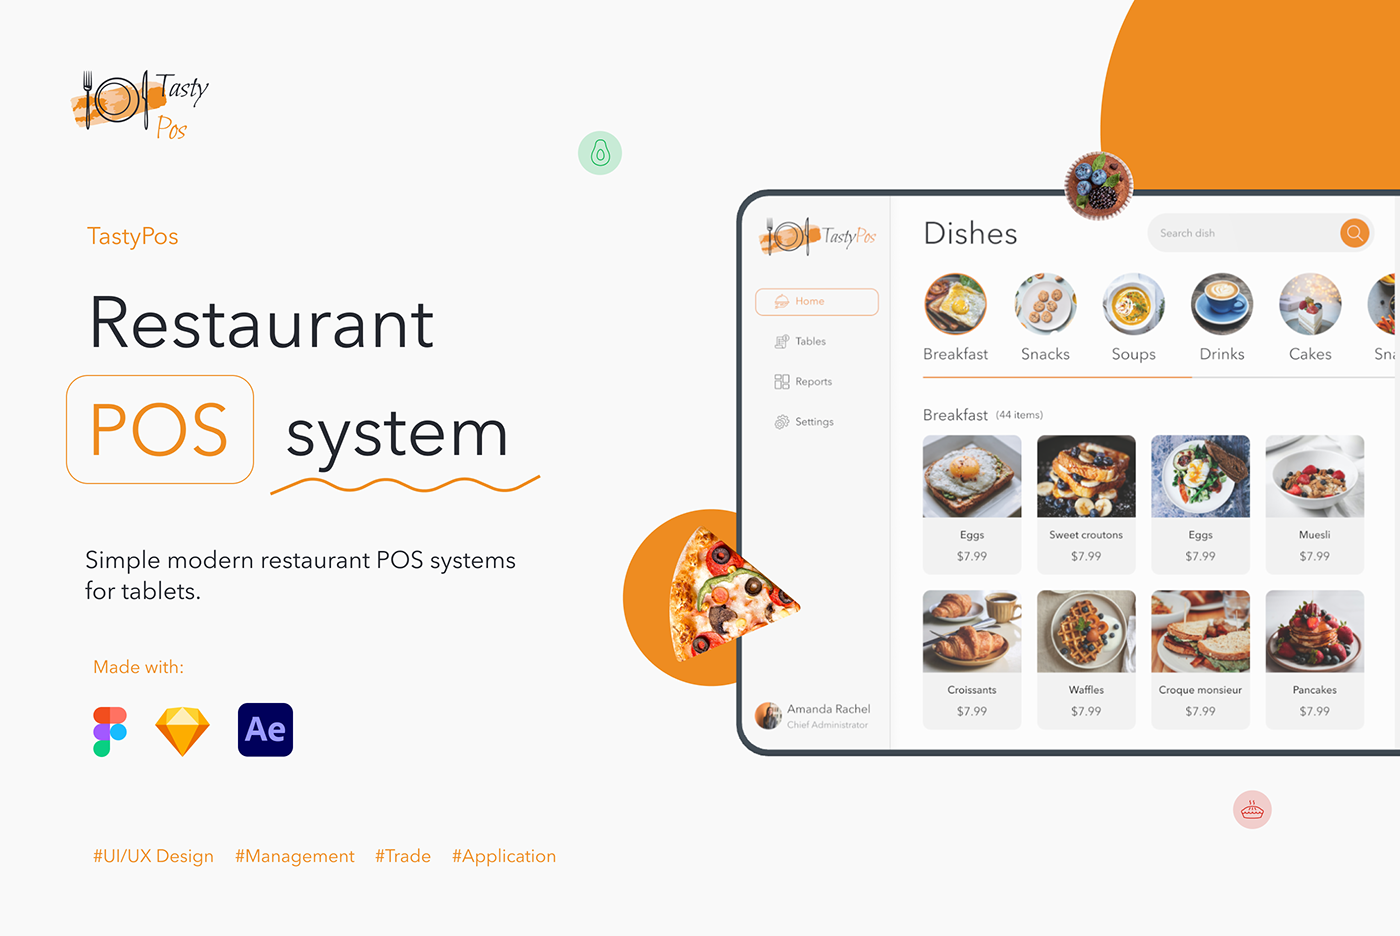 Tasty
Pos
TastyPos
Restaurant
POS system
Simple modern restaurant POS systems
for tablets.
Made with:
Ae
#UI/UX Design #Management #Trade #Application
TastyPos
Home
Tables
Reports
Settings
Amanda Rachel
Chief Administrator
Dishes
Search dish
Breakfast Snacks Soups Drinks Cakes Sna
Breakfast (44 items)
Eggs Sweet croutons Eggs Muesli
$7.99 $7.99 $7.99 $7.99
Croissants Waffles Croque monsieur Pancakes
$7.99 $7.99 $7.99 $7.99